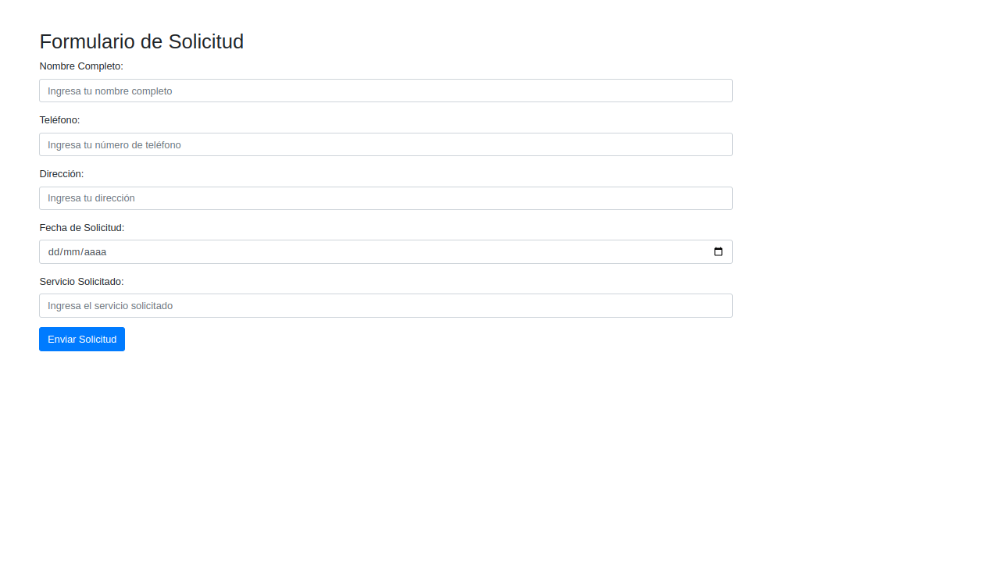 Formulario de Solicitud
Nombre Completo:
Ingresa tu nombre completo
Teléfono:
Ingresa tu número de teléfono
Dirección:
Ingresa tu dirección
Fecha de Solicitud:
dd/mm/aaaa
Servicio Solicitado:
Ingresa el servicio solicitado
Enviar Solicitud